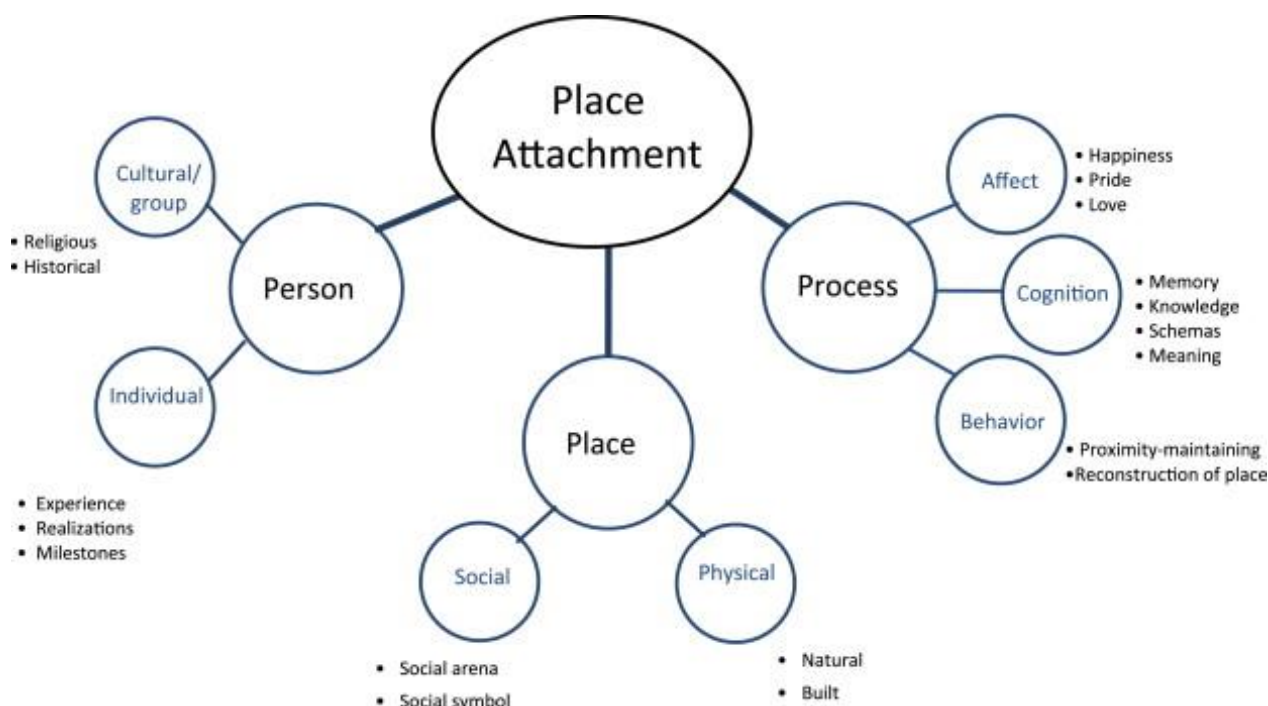 Place
Attachment
Cultural/
group
• Religious
• Historical
Person
Individual
• Experience
• Realizations
• Milestones
Place
Social
• Social arena
• Social symbol
Physical
• Natural
• Built
Process
Affect
• Happiness
• Pride
• Love
Cognition
• Memory
• Knowledge
• Schemas
• Meaning
Behavior
• Proximity-maintaining
•Reconstruction of place